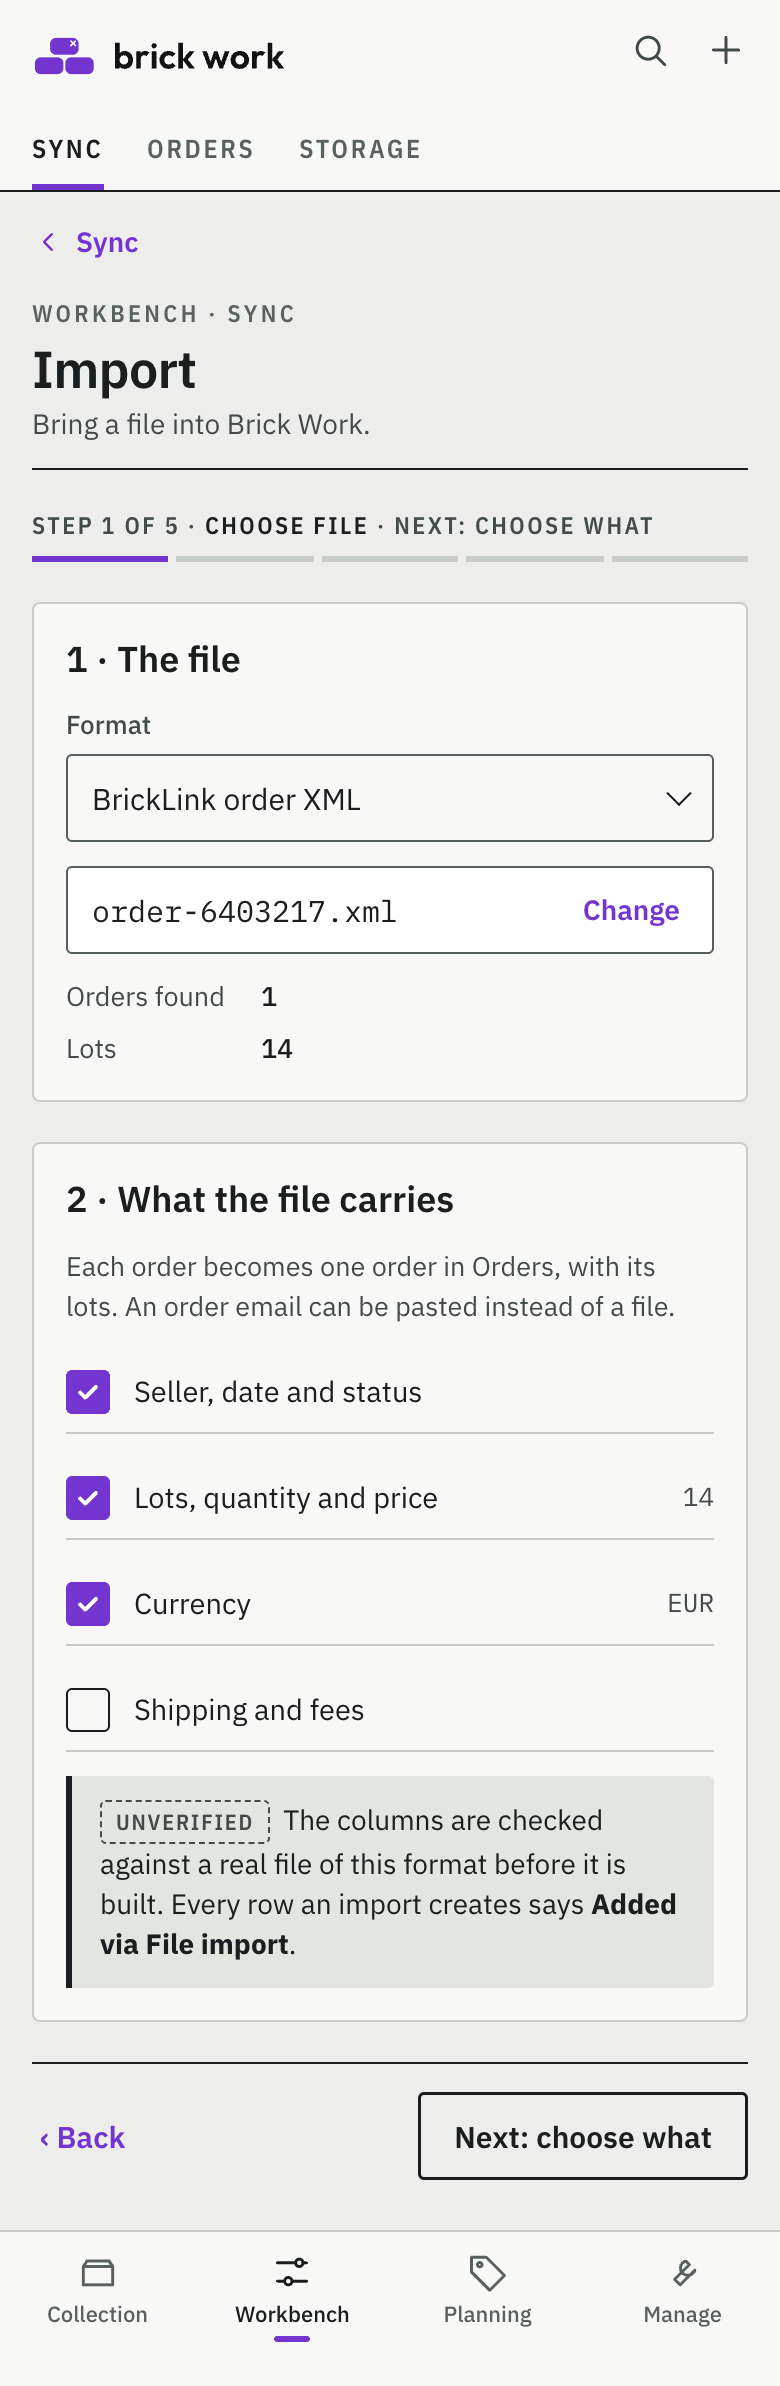 brick work
SYNC ORDERS STORAGE
Sync
WORKBENCH · SYNC
Import
Bring a file into Brick Work.
STEP 1 OF 5 · CHOOSE FILE · NEXT: CHOOSE WHAT
1 · The file
Format
BrickLink order XML
order-6403217.xml Change
Orders found 1
Lots 14
2 · What the file carries
Each order becomes one order in Orders, with its
lots. An order email can be pasted instead of a file.
Seller, date and status
Lots, quantity and price 14
Currency EUR
Shipping and fees
UNVERIFIED The columns are checked
against a real file of this format before it is
built. Every row an import creates says Added
via File import.
‹ Back Next: choose what
Collection Workbench Planning Manage